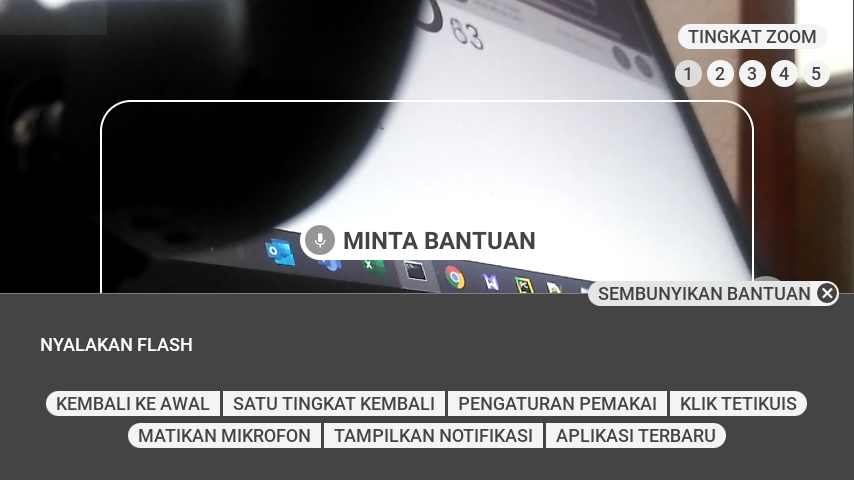 63
TINGKAT ZOOM
1 2 3 4 5
MINTA BANTUAN
SEMBUNYIKAN BANTUAN
NYALAKAN FLASH
KEMBALI KE AWAL SATU TINGKAT KEMBALI PENGATURAN PEMAKAI KLIK TETIKUIS
MATIKAN MIKROFON TAMPILKAN NOTIFIKASI APLIKASI TERBARU